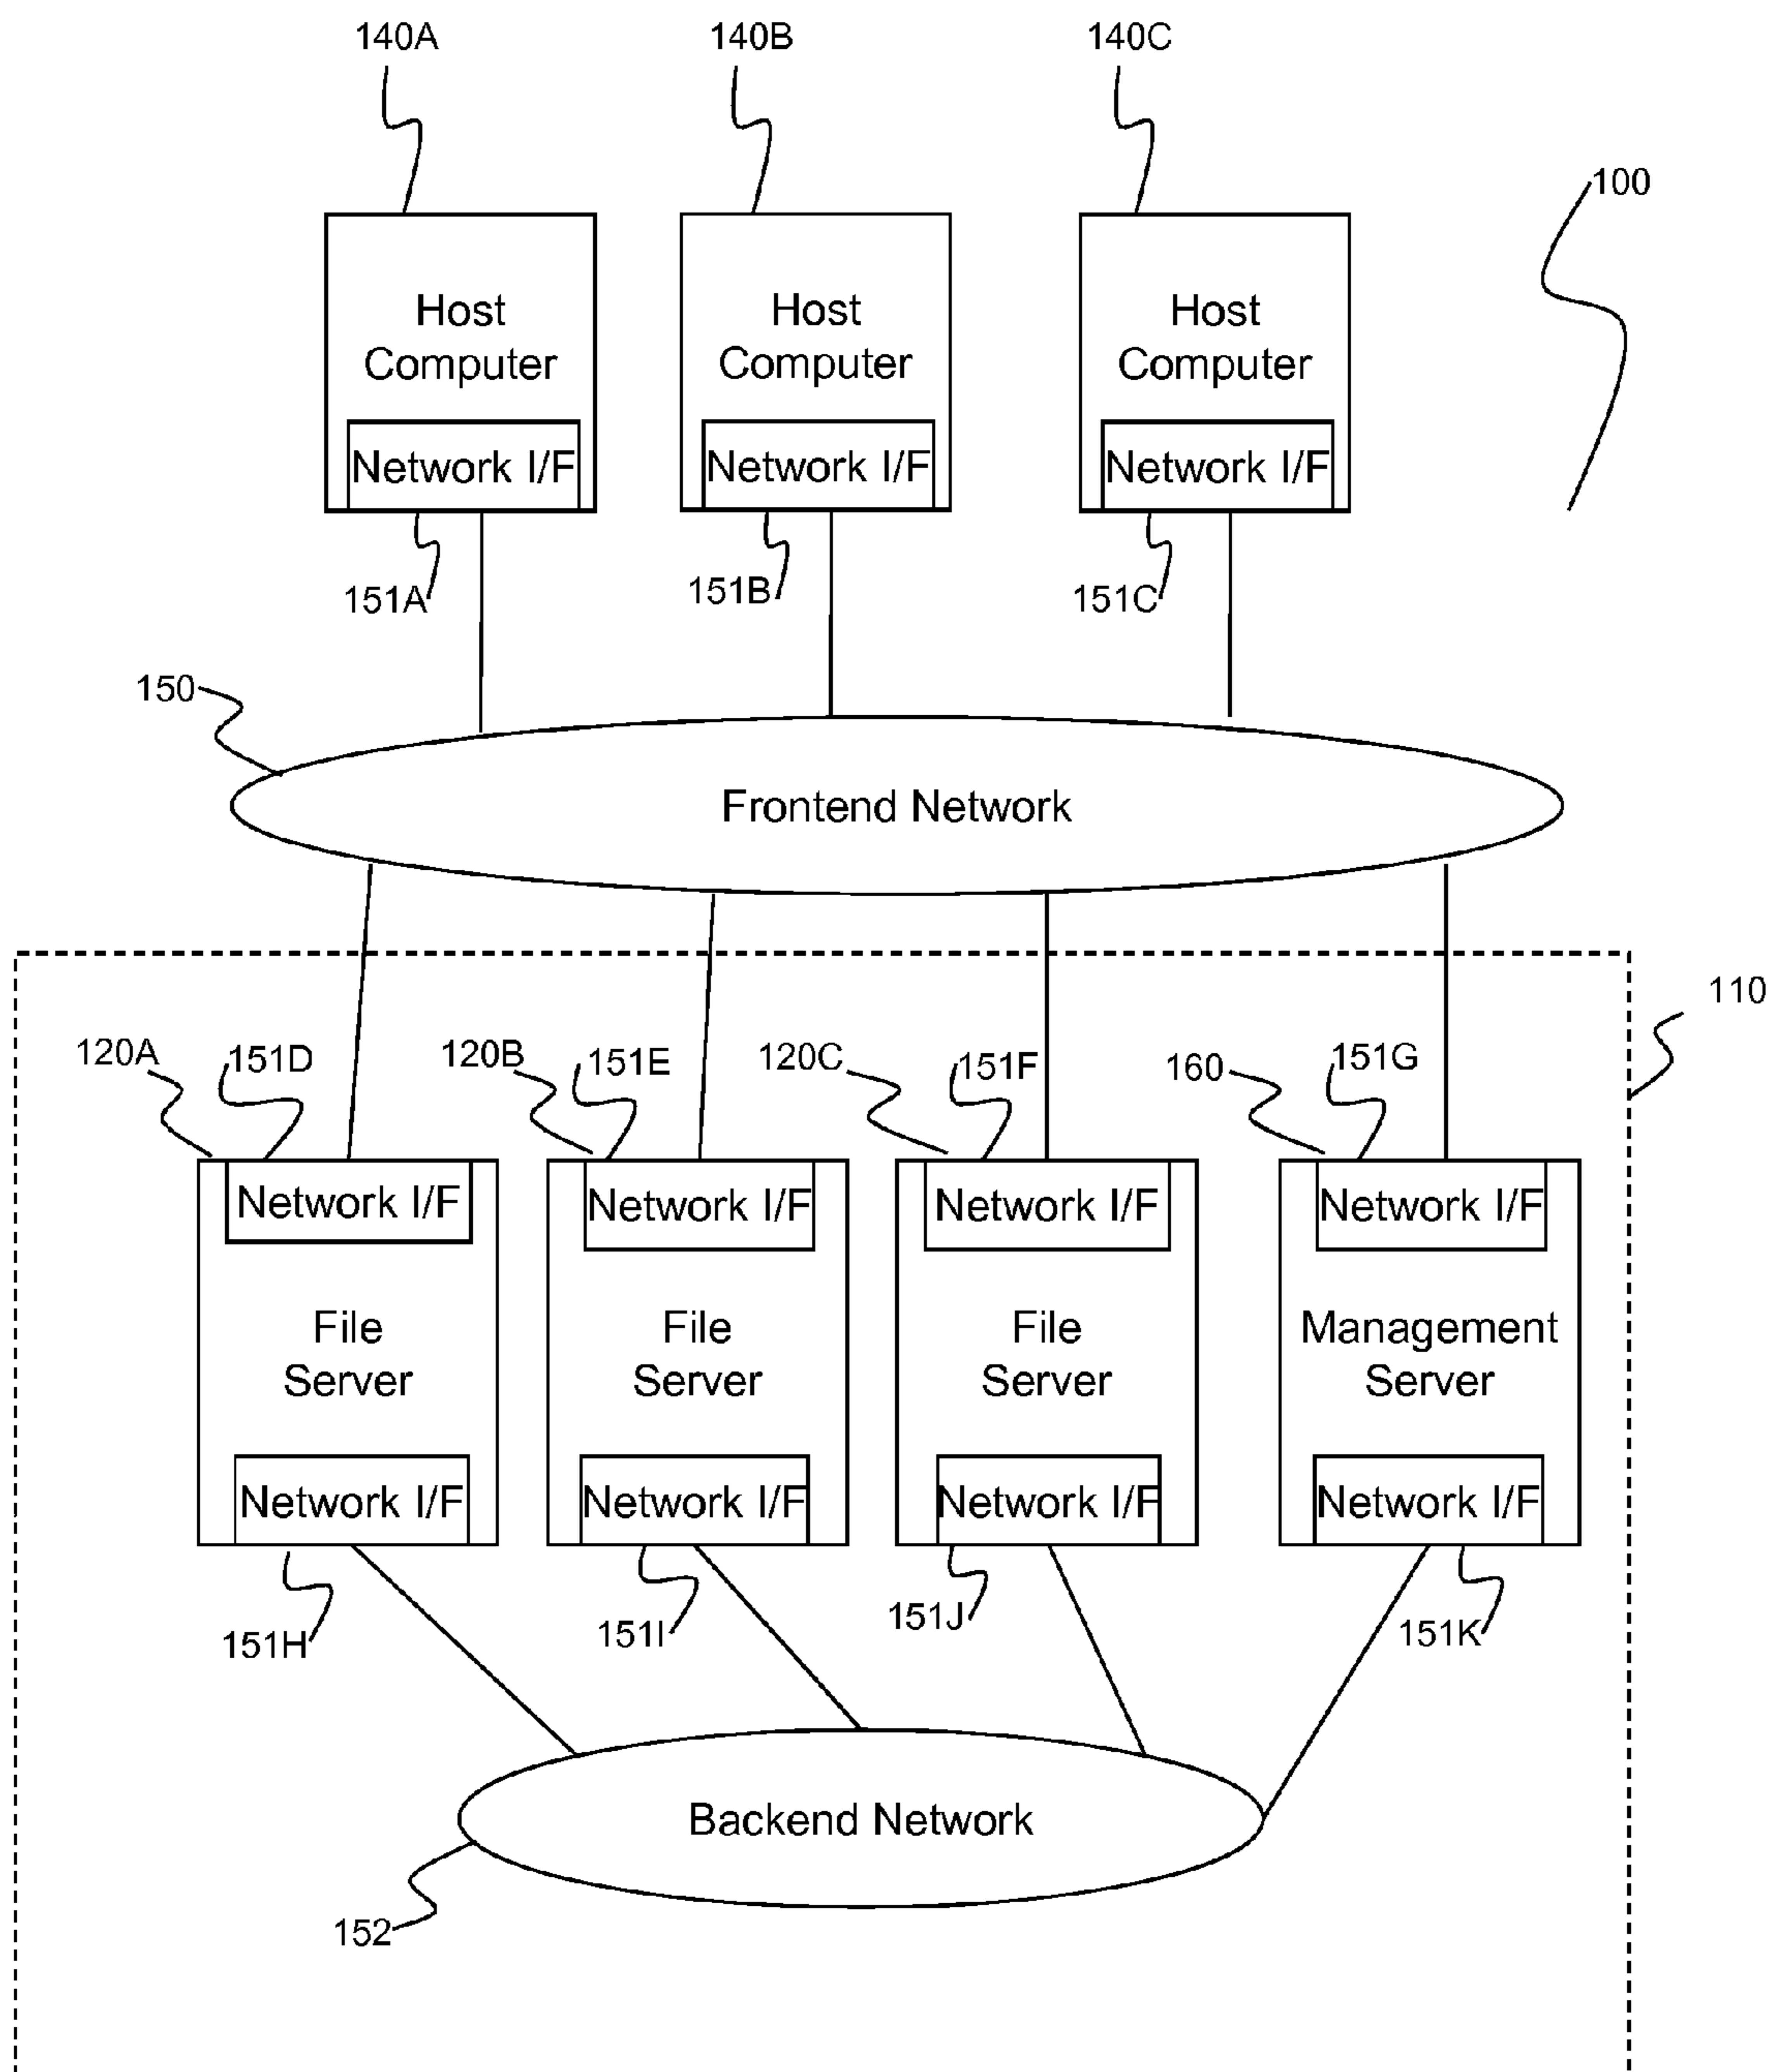 140A
140B
140C
100
Host
Computer
Network I/F
Host
Computer
Network I/F
Host
Computer
Network I/F
151A
151B
151C
150
Frontend Network
110
120A
151D
120B
151E
120C
151F
160
151G
Network I/F
File
Server
Network I/F
Network I/F
File
Server
Network I/F
Network I/F
File
Server
Network I/F
Network I/F
Management
Server
Network I/F
151H
151I
151J
151K
Backend Network
152